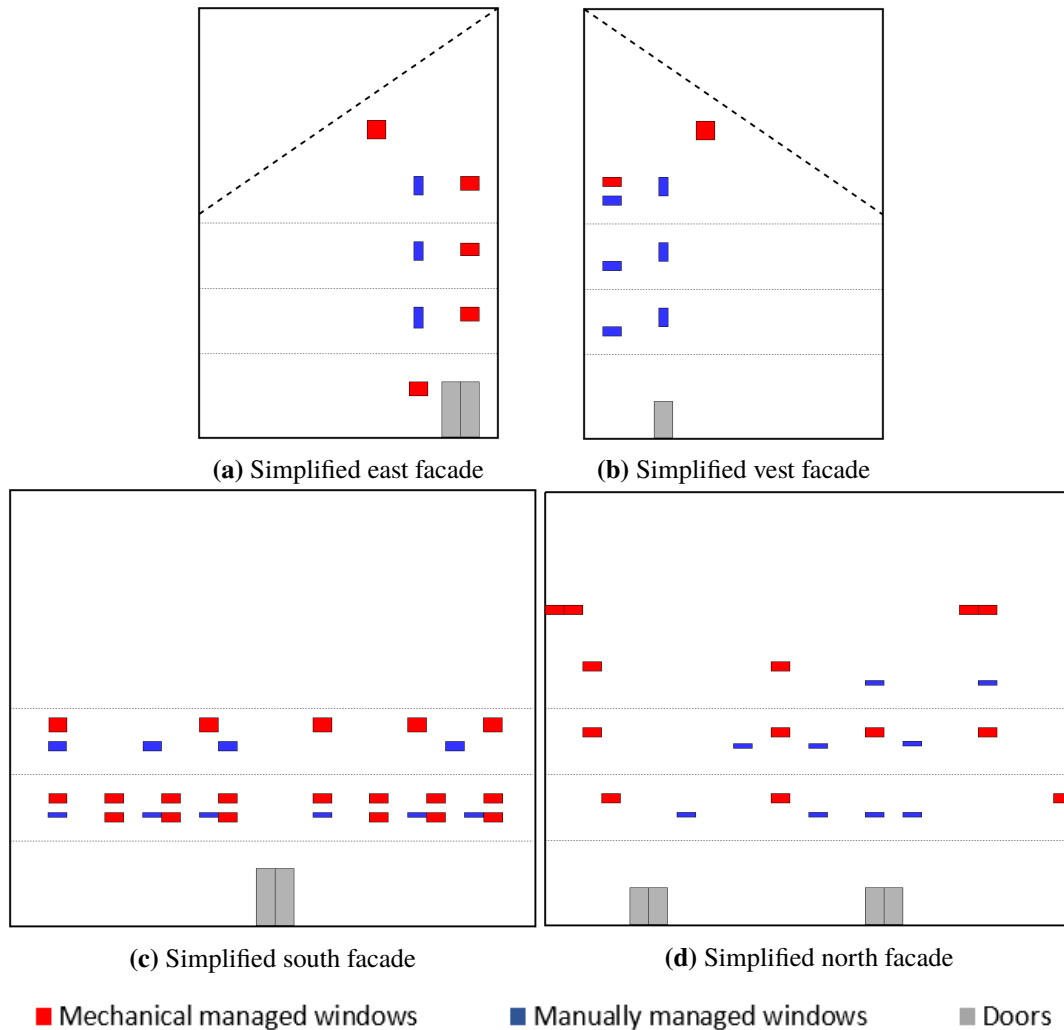 (a) Simplified east facade
(b) Simplified vest facade
(c) Simplified south facade
(d) Simplified north facade
Mechanical managed windows
Manually managed windows
Doors